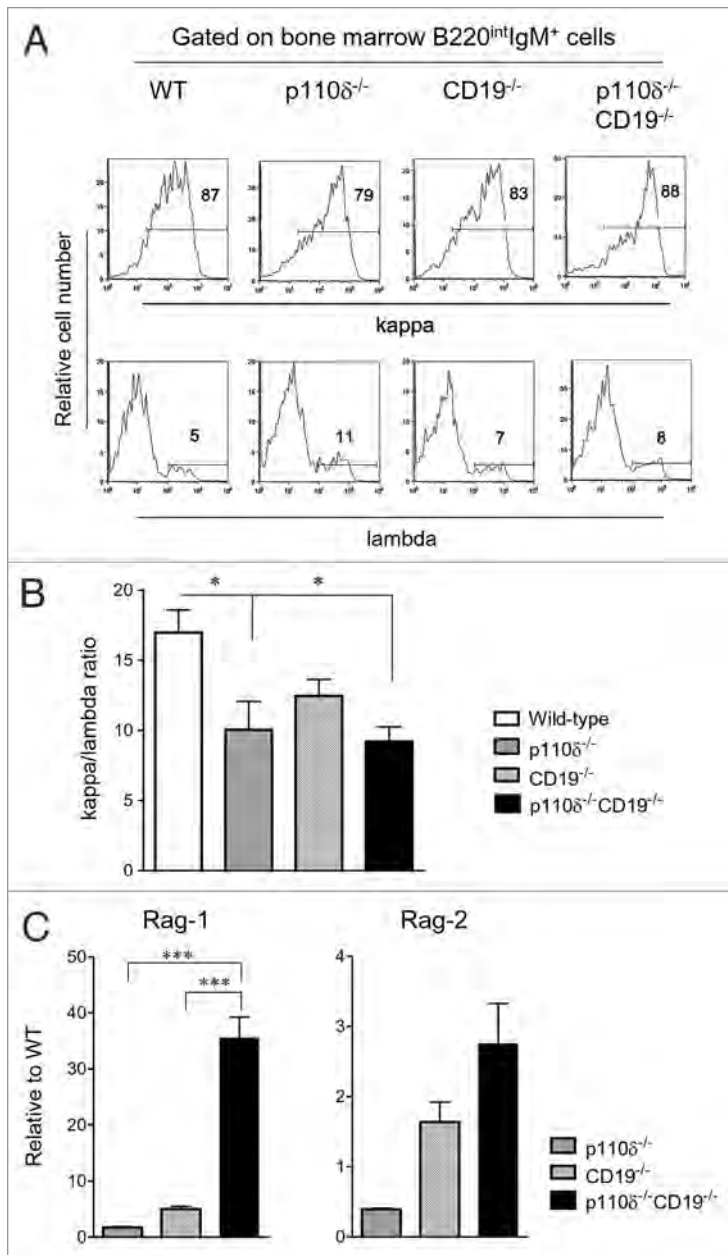 A
Gated on bone marrow B220intIgM+ cells
WT p110δ-/- CD19-/- p110δ-/- CD19-/-
Relative cell number
87 79 83 88
kappa
5 11 7 8
lambda
B
kappa/lambda ratio
20
15
10
5
0
* *
Wild-type
p110δ-/-
CD19-/-
p110δ-/-CD19-/-
C
Rag-1 Rag-2
Relative to WT
50
40
30
20
10
0
***
***
4
3
2
1
0
p110δ-/-
CD19-/-
p110δ-/-CD19-/-